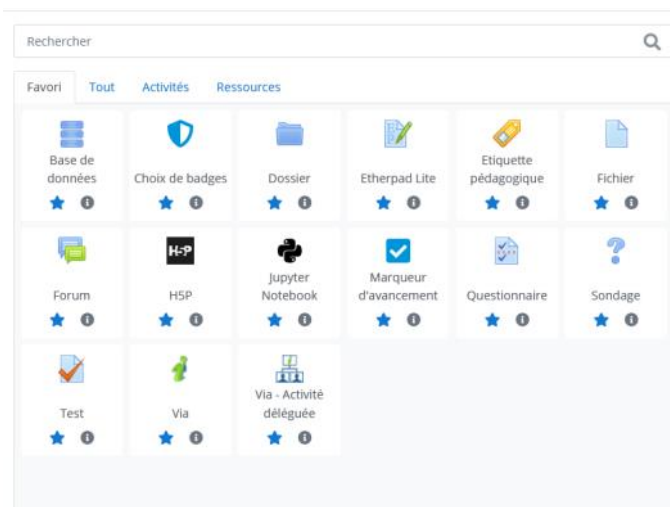 Rechercher
Favori Tout Activités Ressources
Base de
données
Choix de badges
Dossier
Etherpad Lite
Etiquette
pédagogique
Fichier
Forum
H5P
H5P
Jupyter
Notebook
Marqueur
d'avancement
Questionnaire
Sondage
Test
Via
Via - Activité
déléguée